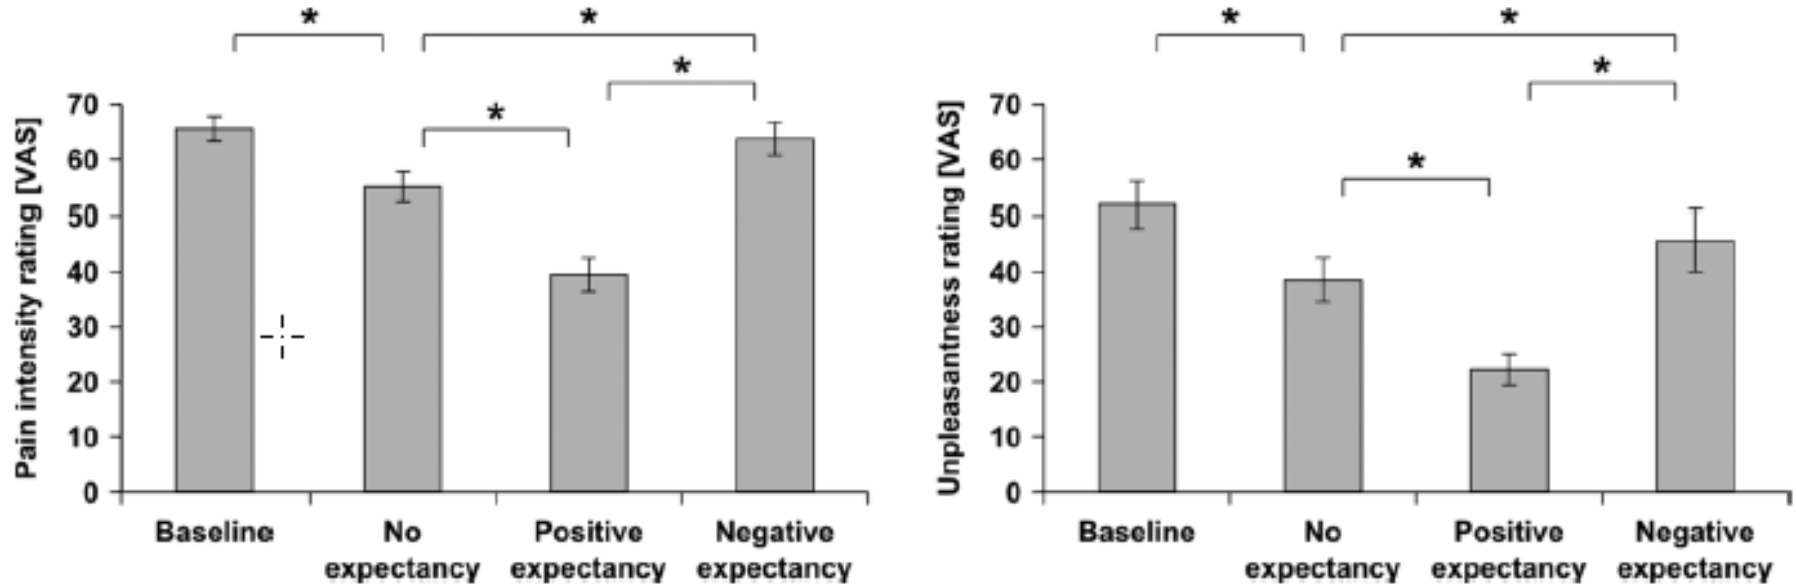 * *
*
*
Pain intensity rating [VAS]
70
60
50
40
30
20
10
0
Baseline
No expectancy
Positive expectancy
Negative expectancy
* *
*
*
Unpleasantness rating [VAS]
70
60
50
40
30
20
10
0
Baseline
No expectancy
Positive expectancy
Negative expectancy